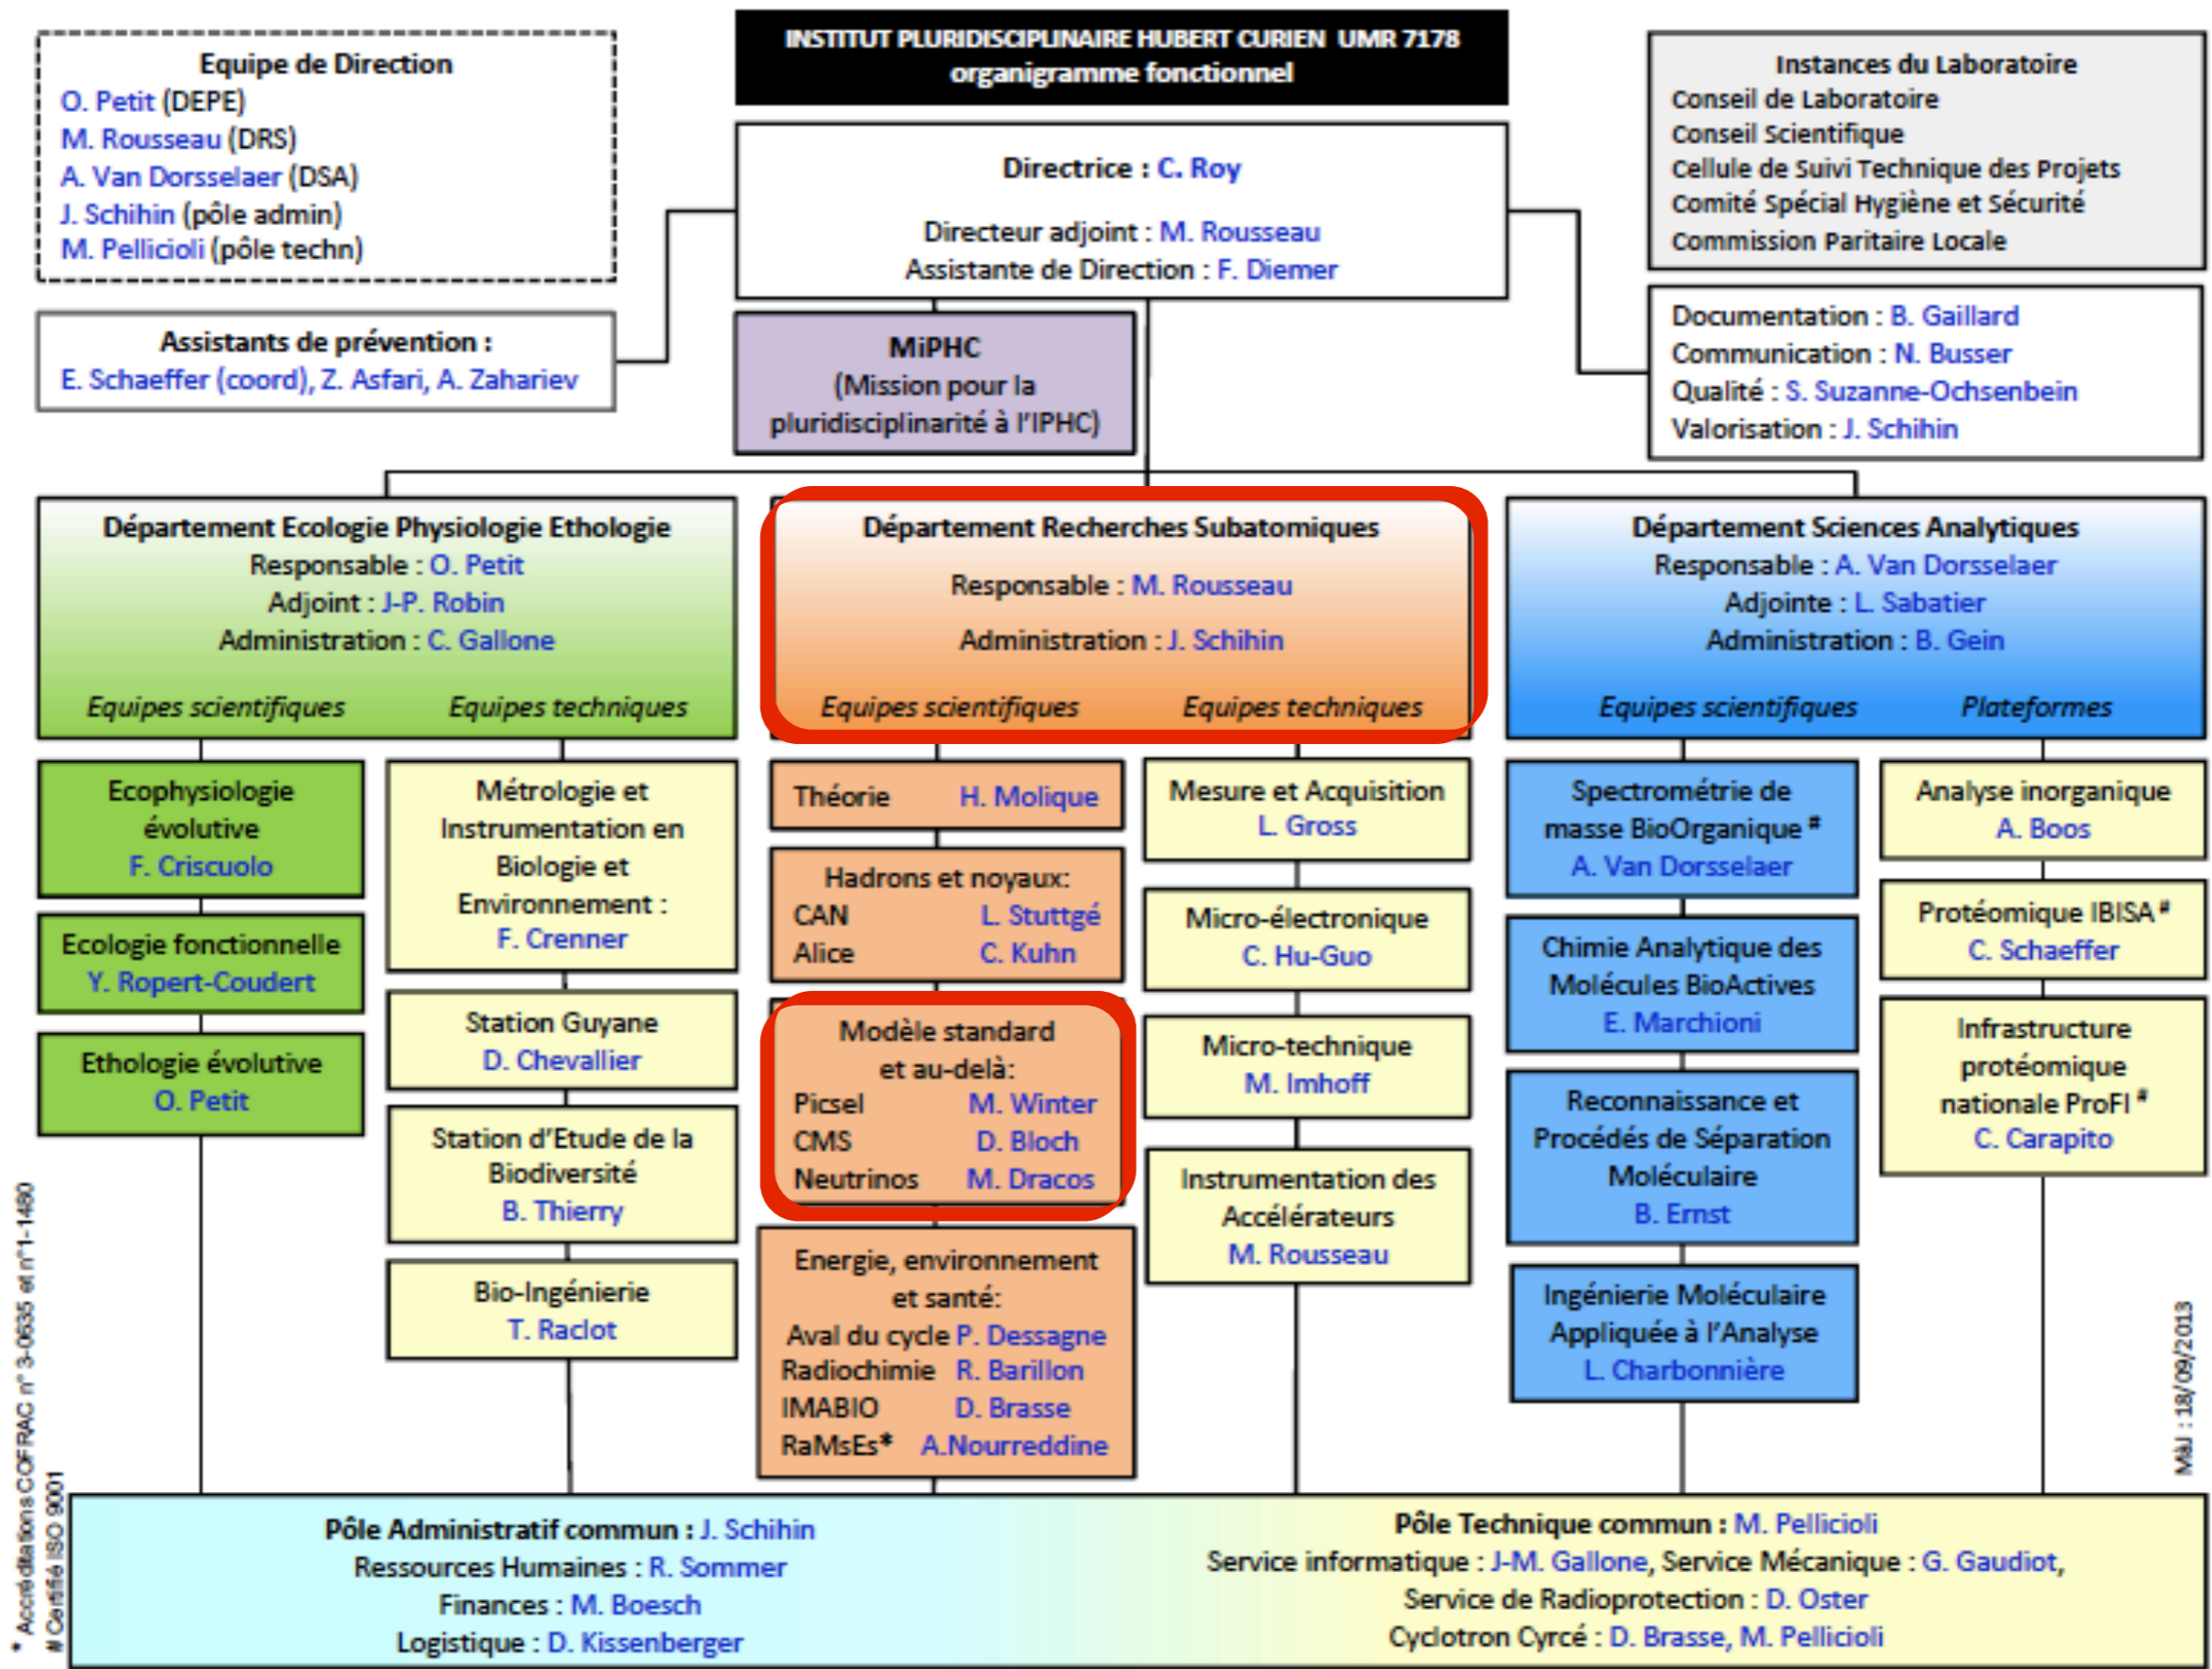 INSTITUT PLURIDISCIPLINAIRE HUBERT CURIEN UMR 7178
organigramme fonctionnel
Equipe de Direction
O. Petit (DEPE)
M. Rousseau (DRS)
A. Van Dorsselaer (DSA)
J. Schihin (pôle admin)
M. Pellicioli (pôle techn)
Directrice : C. Roy
Directeur adjoint : M. Rousseau
Assistante de Direction : F. Diemer
Instances du Laboratoire
Conseil de Laboratoire
Conseil Scientifique
Cellule de Suivi Technique des Projets
Comité Spécial Hygiène et Sécurité
Commission Paritaire Locale
Assistants de prévention :
E. Schaeffer (coord), Z. Asfari, A. Zahariev
MiPHC
(Mission pour la
pluridisciplinarité à l'IPHC)
Documentation : B. Gaillard
Communication : N. Busser
Qualité : S. Suzanne-Ochsenbein
Valorisation : J. Schihin
Département Ecologie Physiologie Ethologie
Responsable : O. Petit
Adjoint : J-P. Robin
Administration : C. Gallone
Equipes scientifiques Equipes techniques
Département Recherches Subatomiques
Responsable : M. Rousseau
Administration : J. Schihin
Equipes scientifiques Equipes techniques
Département Sciences Analytiques
Responsable : A. Van Dorsselaer
Adjointe : L. Sabatier
Administration : B. Gein
Equipes scientifiques Plateformes
Ecophysiologie
évolutive
F. Criscuolo
Ecologie fonctionnelle
Y. Ropert-Coudert
Ethologie évolutive
O. Petit
Métrologie et
Instrumentation en
Biologie et
Environnement :
F. Crenner
Station Guyane
D. Chevallier
Station d'Etude de la
Biodiversité
B. Thierry
Bio-Ingénierie
T. Raclot
Théorie H. Molique
Hadrons et noyaux:
CAN L. Stuttgé
Alice C. Kuhn
Modèle standard
et au-delà:
Picsel M. Winter
CMS D. Bloch
Neutrinos M. Dracos
Energie, environnement
et santé:
Aval du cycle P. Dessagne
Radiochimie R. Barillon
IMABIO D. Brasse
RaMsEs* A.Nourreddine
Mesure et Acquisition
L. Gross
Micro-électronique
C. Hu-Guo
Micro-technique
M. Imhoff
Instrumentation des
Accélérateurs
M. Rousseau
Spectrométrie de
masse BioOrganique #
A. Van Dorsselaer
Chimie Analytique des
Molécules BioActives
E. Marchioni
Reconnaissance et
Procédés de Séparation
Moléculaire
B. Ernst
Ingénierie Moléculaire
Appliquée à l'Analyse
L. Charbonnière
Analyse inorganique
A. Boos
Protéomique IBISA #
C. Schaeffer
Infrastructure
protéomique
nationale ProFI #
C. Carapito
Pôle Administratif commun : J. Schihin
Ressources Humaines : R. Sommer
Finances : M. Boesch
Logistique : D. Kissenberger
Pôle Technique commun : M. Pellicioli
Service informatique : J-M. Gallone, Service Mécanique : G. Gaudiot,
Service de Radioprotection : D. Oster
Cyclotron Cyrcé : D. Brasse, M. Pellicioli
* Accréditations COFRAC n° 3-0635 et n°1-1480
# Certifié ISO 9001
MàJ : 18/09/2013